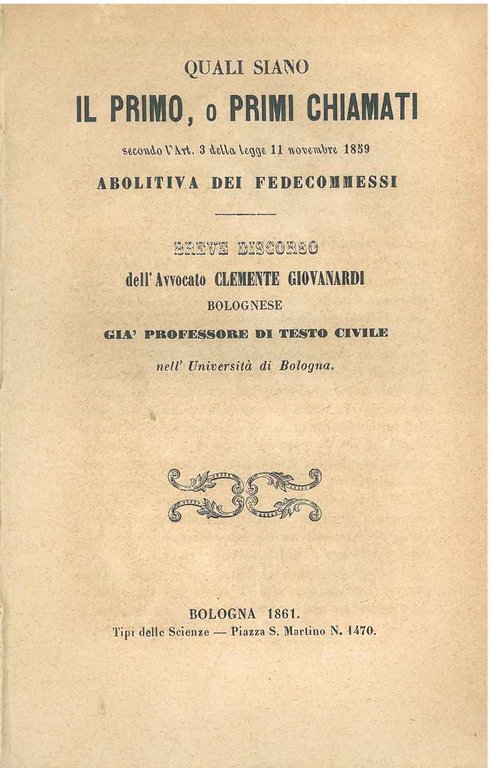 QUALI SIANO
IL PRIMO, o PRIMI CHIAMATI
secondo l'Art. 3 della legge 11 novembre 1859
ABOLITIVA DEI FEDECOMMESSI
BREVE DISCORSO
dell'Avvocato CLEMENTE GIOVANARDI
BOLOGNESE
GIA' PROFESSORE DI TESTO CIVILE
nell' Università di Bologna.
BOLOGNA 1861.
Tipi delle Scienze — Piazza S. Martino N. 1470.